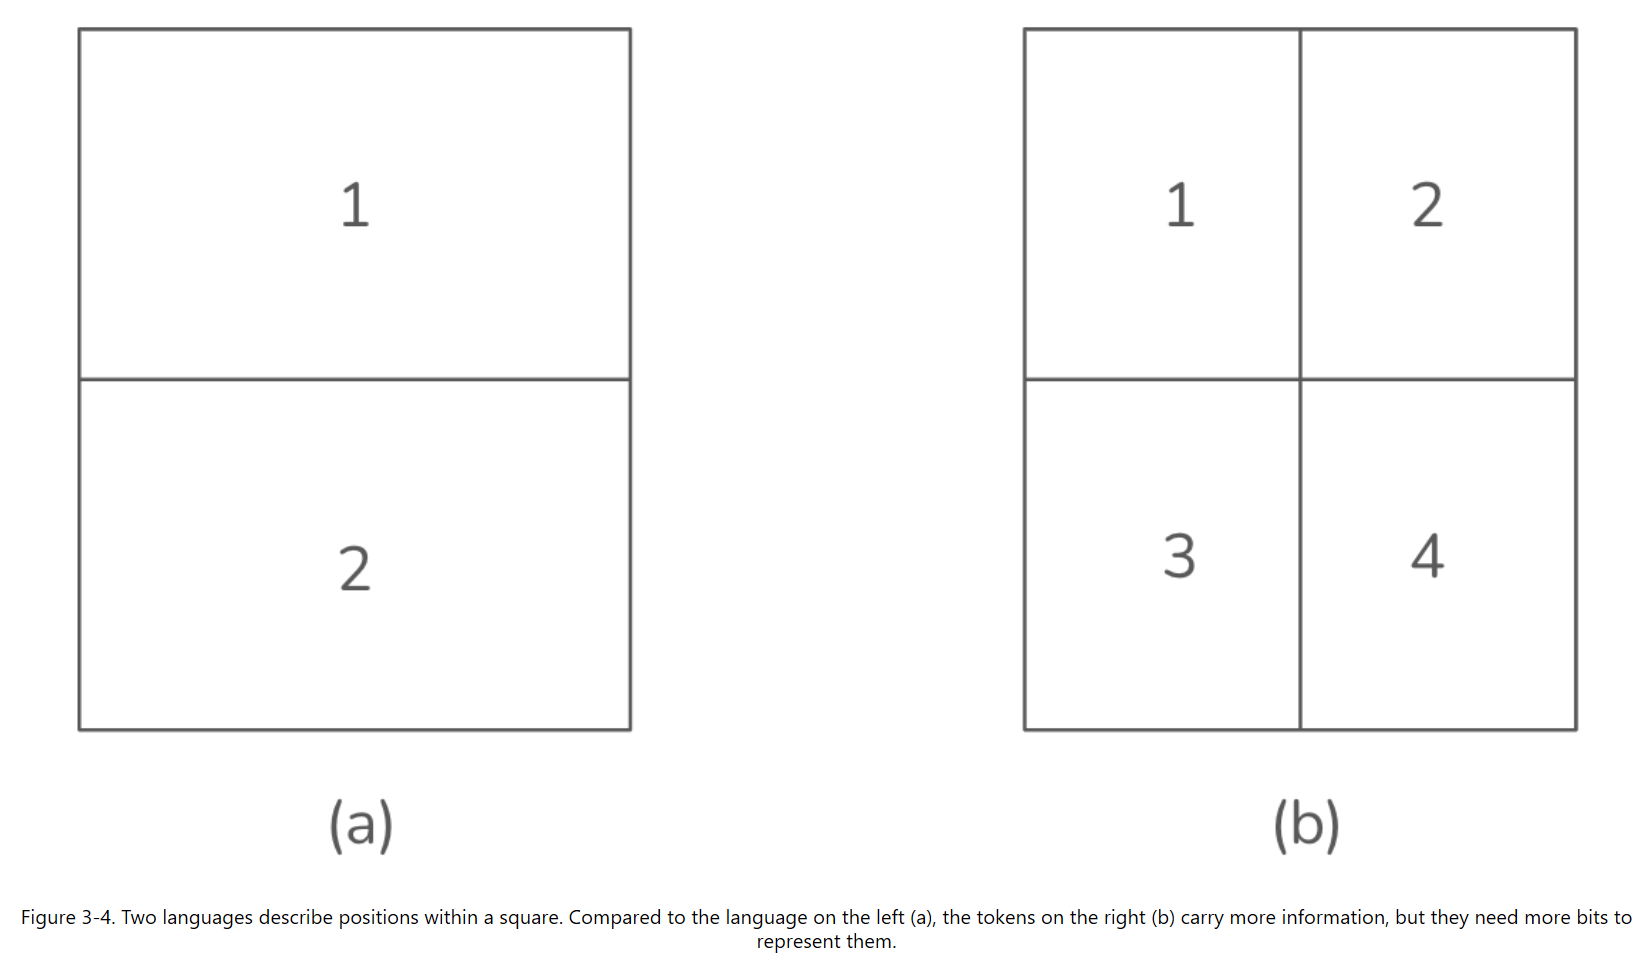 1
2
(a)
1 2
3 4
(b)
Figure 3-4. Two languages describe positions within a square. Compared to the language on the left (a), the tokens on the right (b) carry more information, but they need more bits to
represent them.